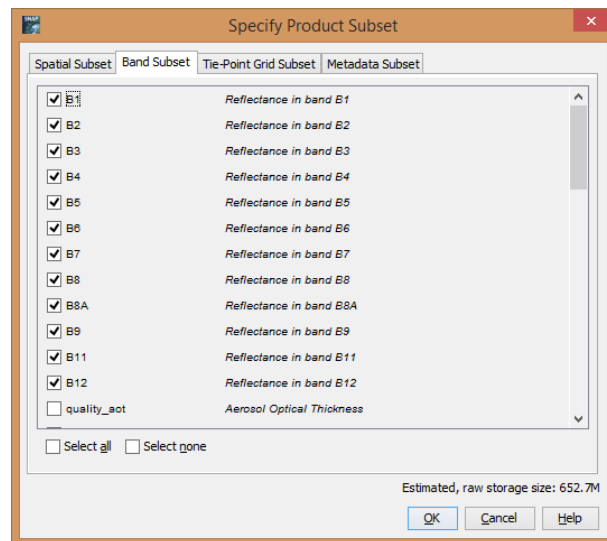 SNAP
Specify Product Subset
Spatial Subset Band Subset Tie-Point Grid Subset Metadata Subset
B1 Reflectance in band B1
B2 Reflectance in band B2
B3 Reflectance in band B3
B4 Reflectance in band B4
B5 Reflectance in band B5
B6 Reflectance in band B6
B7 Reflectance in band B7
B8 Reflectance in band B8
B8A Reflectance in band B8A
B9 Reflectance in band B9
B11 Reflectance in band B11
B12 Reflectance in band B12
quality_aot Aerosol Optical Thickness
Select all Select none
Estimated, raw storage size: 652.7M
OK Cancel Help